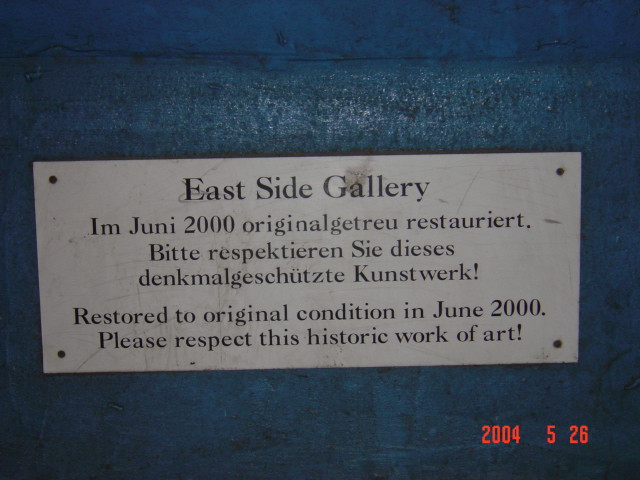 East Side Gallery
Im Juni 2000 originalgetreu restauriert.
Bitte respektieren Sie dieses
denkmalgeschützte Kunstwerk!
Restored to original condition in June 2000.
Please respect this historic work of art!
2004 5 26